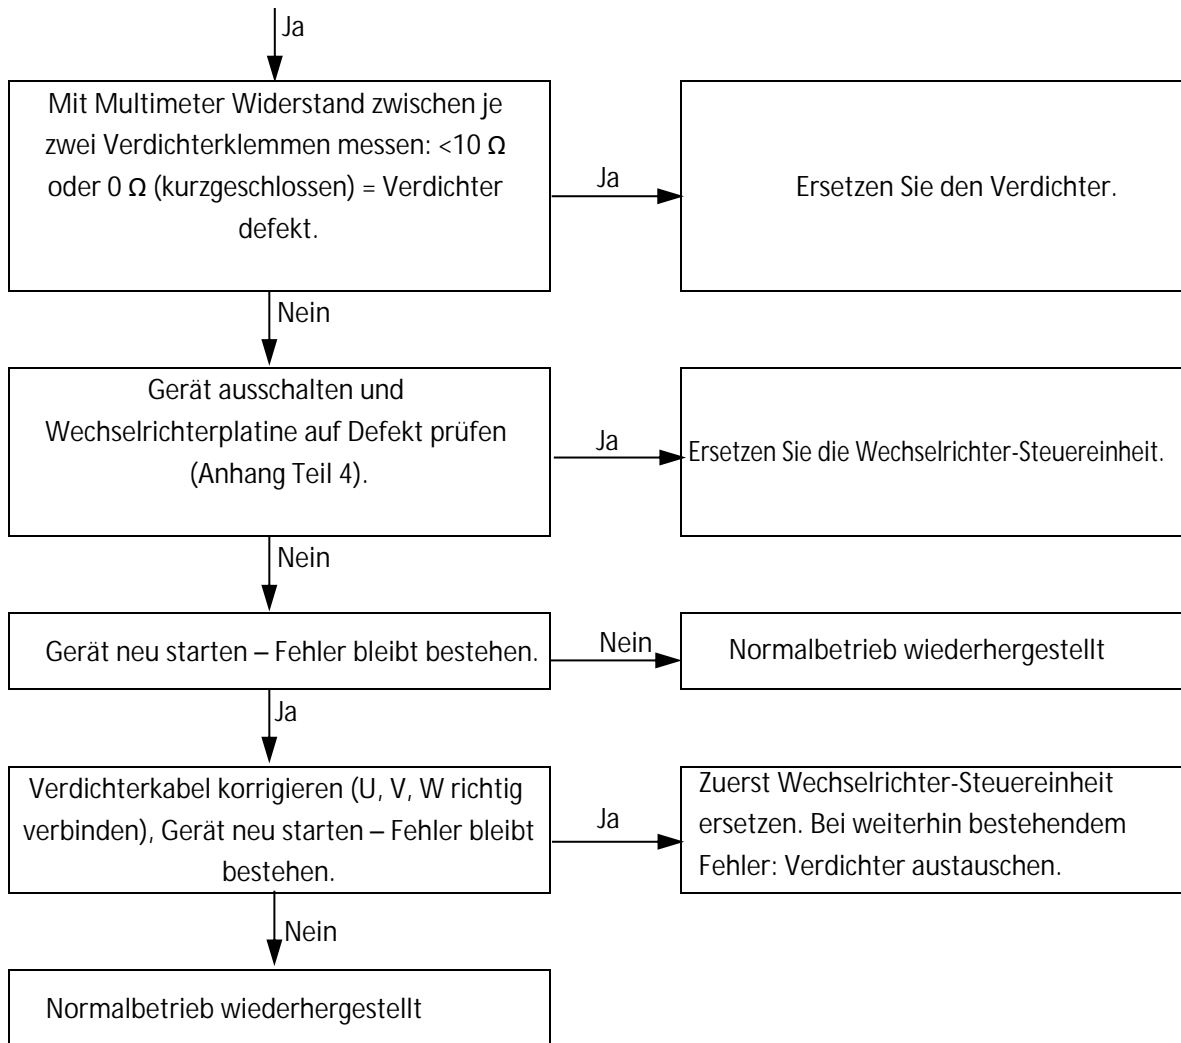 Ja
Mit Multimeter Widerstand zwischen je
zwei Verdichterklemmen messen: <10 Ω
oder 0 Ω (kurzgeschlossen) = Verdichter
defekt.
Ja
Ersetzen Sie den Verdichter.
Nein
Gerät ausschalten und
Wechselrichterplatine auf Defekt prüfen
(Anhang Teil 4).
Ja
Ersetzen Sie die Wechselrichter-Steuereinheit.
Nein
Gerät neu starten – Fehler bleibt bestehen.
Nein
Normalbetrieb wiederhergestellt
Ja
Verdichterkabel korrigieren (U, V, W richtig
verbinden), Gerät neu starten – Fehler bleibt
bestehen.
Ja
Zuerst Wechselrichter-Steuereinheit
ersetzen. Bei weiterhin bestehendem
Fehler: Verdichter austauschen.
Nein
Normalbetrieb wiederhergestellt